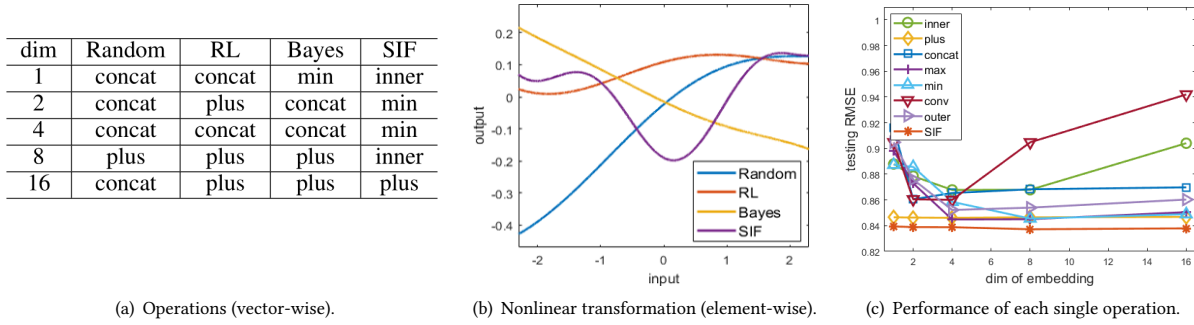 dim Random RL Bayes SIF
1 concat concat min inner
2 concat plus concat min
4 concat concat concat min
8 plus plus plus inner
16 concat plus plus plus
(a) Operations (vector-wise).
output
0.2
0.1
0
-0.1
-0.2
-0.3
-0.4
-2 -1 0 1 2
input
Random
RL
Bayes
SIF
(b) Nonlinear transformation (element-wise).
testing RMSE
1
0.98
0.96
0.94
0.92
0.9
0.88
0.86
0.84
0.82
2 4 6 8 10 12 14 16
dim of embedding
inner
plus
concat
max
min
conv
outer
SIF
(c) Performance of each single operation.